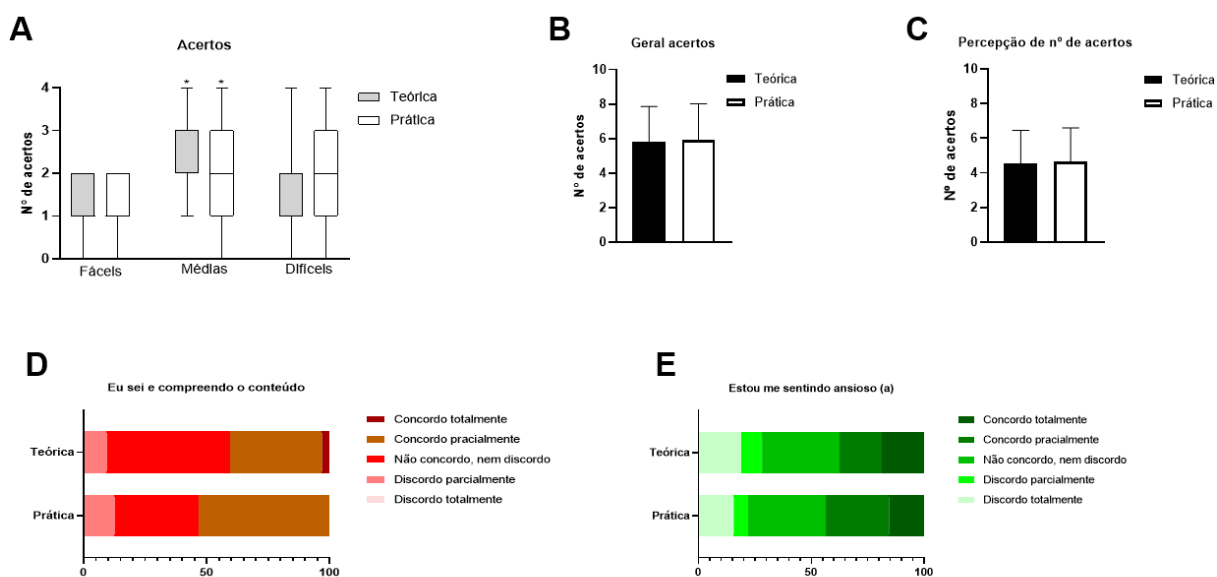 A
Acertos
*
*
4
3
2
1
0
Nº de acertos
Fáceis
Médias
Difíceis
Teórica
Prática
B
Geral acertos
10
8
6
4
2
0
Nº de acertos
Teórica
Prática
C
Percepção de nº de acertos
10
8
6
4
2
0
Nº de acertos
Teórica
Prática
D
Eu sei e compreendo o conteúdo
Teórica
Prática
0
50
100
Concordo totalmente
Concordo pracialmente
Não concordo, nem discordo
Discordo parcialmente
Discordo totalmente
E
Estou me sentindo ansioso (a)
Teórica
Prática
0
50
100
Concordo totalmente
Concordo pracialmente
Não concordo, nem discordo
Discordo parcialmente
Discordo totalmente